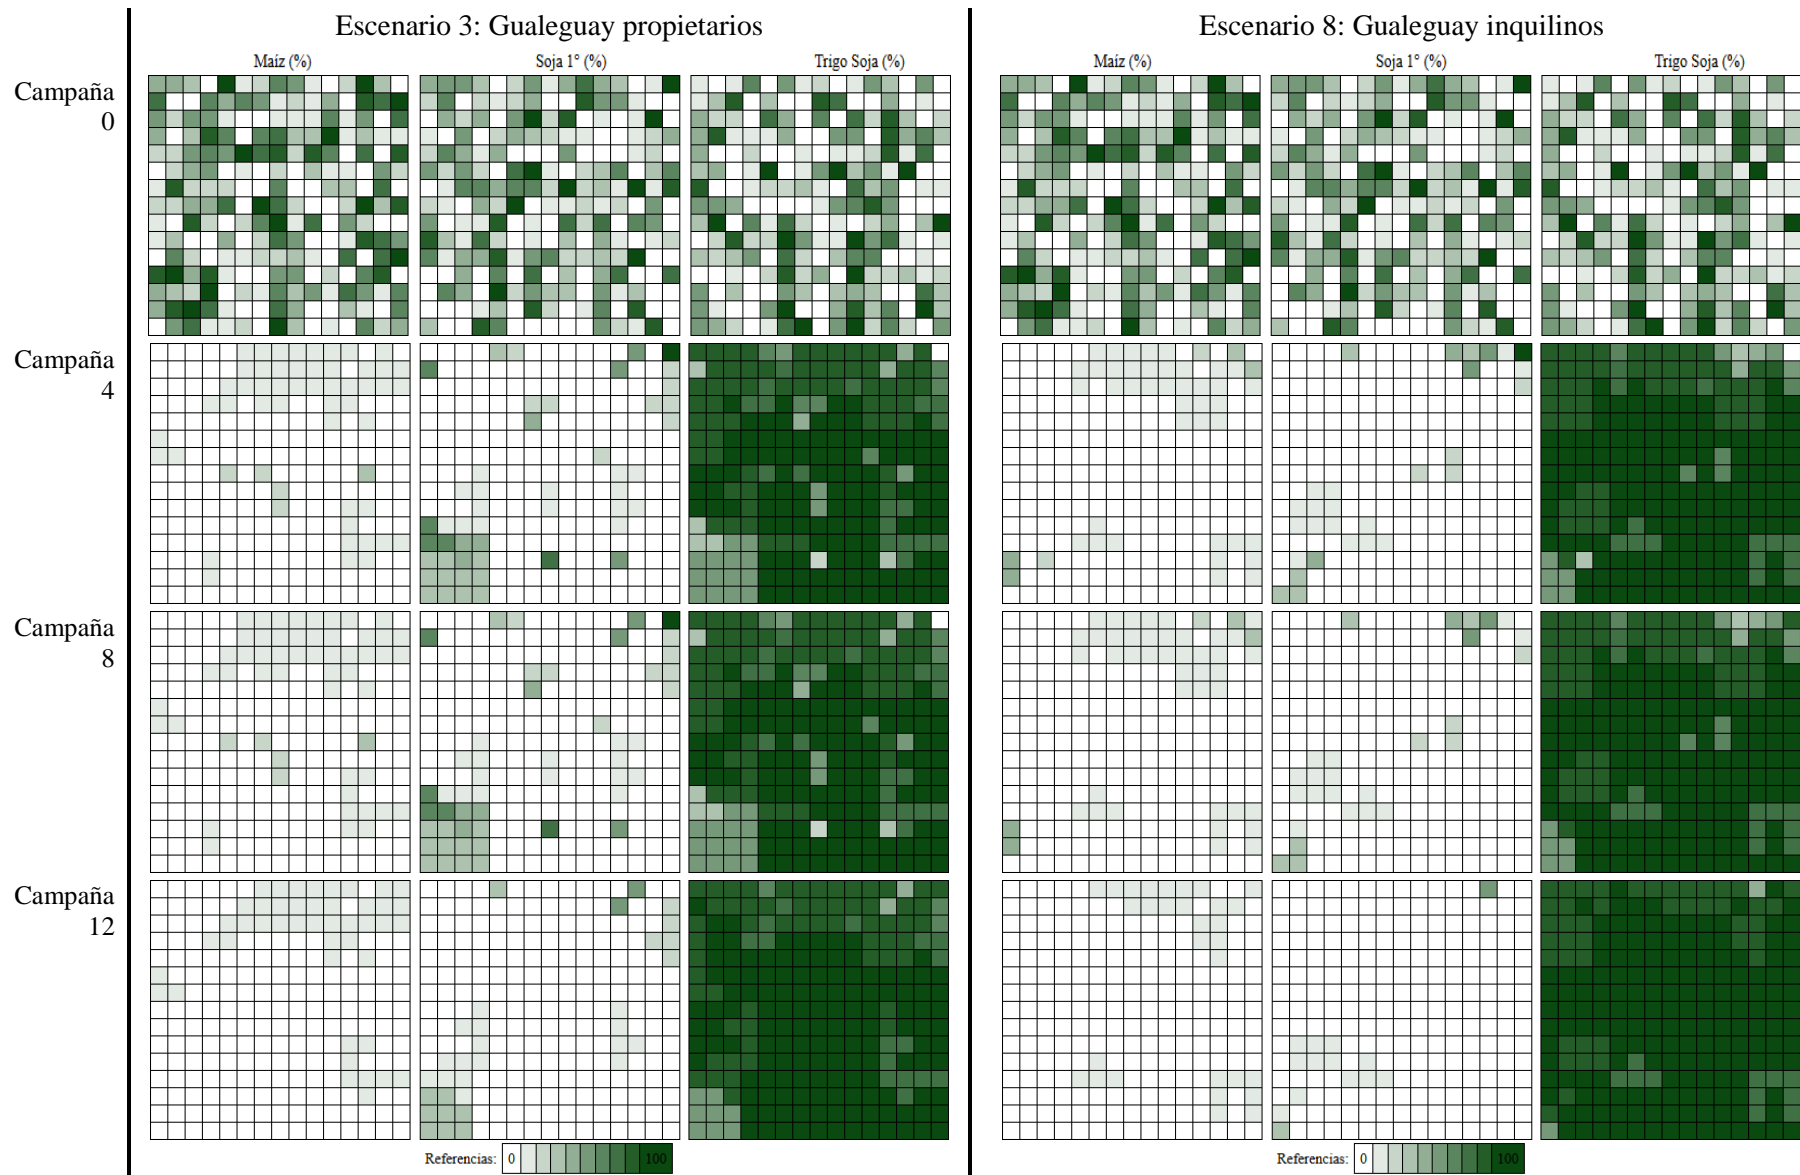 Escenario 3: Gualeguay propietarios
Escenario 8: Gualeguay inquilinos
Maíz (%)
Soja 1° (%)
Trigo Soja (%)
Maíz (%)
Soja 1° (%)
Trigo Soja (%)
Campaña
0
Campaña
4
Campaña
8
Campaña
12
Referencias: 0 100
Referencias: 0 100